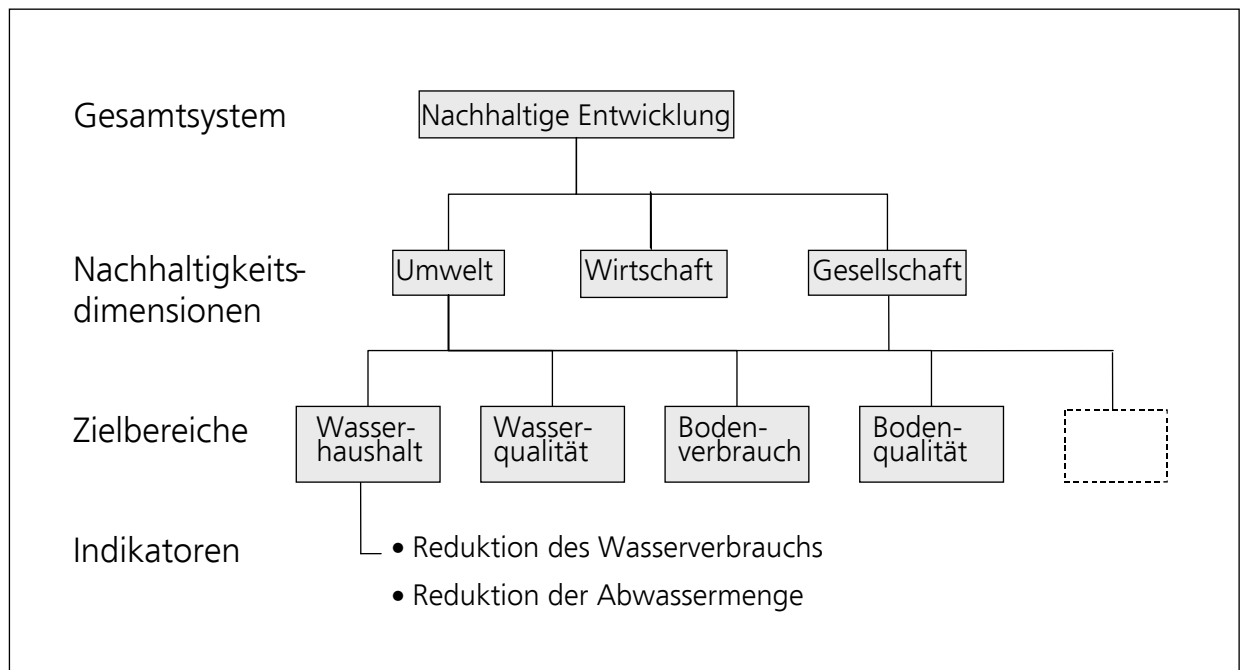 Gesamtsystem
Nachhaltige Entwicklung
Nachhaltigkeits-
dimensionen
Umwelt
Wirtschaft
Gesellschaft
Zielbereiche
Wasser-
haushalt
Wasser-
qualität
Boden-
verbrauch
Boden-
qualität
Indikatoren
• Reduktion des Wasserverbrauchs
• Reduktion der Abwassermenge